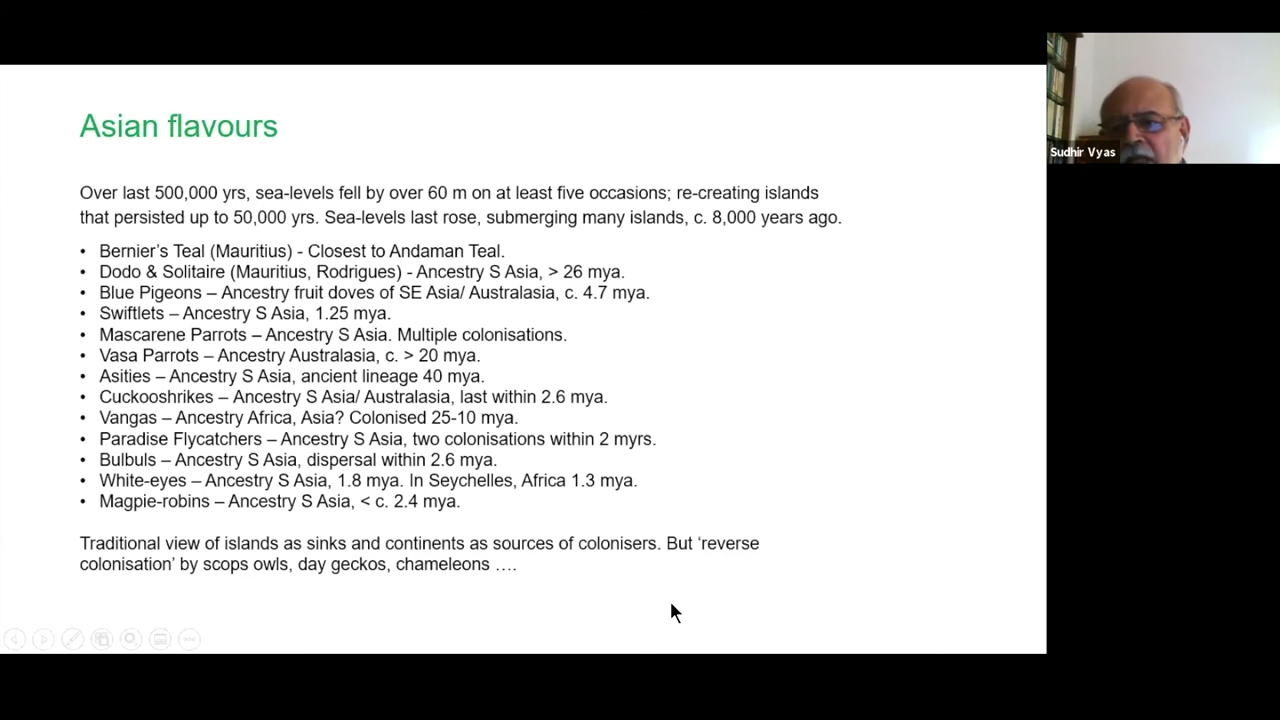 Asian flavours
Over last 500,000 yrs, sea-levels fell by over 60 m on at least five occasions; re-creating islands
that persisted up to 50,000 yrs. Sea-levels last rose, submerging many islands, c. 8,000 years ago.
• Bernier’s Teal (Mauritius) - Closest to Andaman Teal.
• Dodo & Solitaire (Mauritius, Rodrigues) - Ancestry S Asia, > 26 mya.
• Blue Pigeons – Ancestry fruit doves of SE Asia/ Australasia, c. 4.7 mya.
• Swiftlets – Ancestry S Asia, 1.25 mya.
• Mascarene Parrots – Ancestry S Asia. Multiple colonisations.
• Vasa Parrots – Ancestry Australasia, c. > 20 mya.
• Asities – Ancestry S Asia, ancient lineage 40 mya.
• Cuckooshrikes – Ancestry S Asia/ Australasia, last within 2.6 mya.
• Vangas – Ancestry Africa, Asia? Colonised 25-10 mya.
• Paradise Flycatchers – Ancestry S Asia, two colonisations within 2 myrs.
• Bulbuls – Ancestry S Asia, dispersal within 2.6 mya.
• White-eyes – Ancestry S Asia, 1.8 mya. In Seychelles, Africa 1.3 mya.
• Magpie-robins – Ancestry S Asia, < c. 2.4 mya.
Traditional view of islands as sinks and continents as sources of colonisers. But ‘reverse
colonisation’ by scops owls, day geckos, chameleons ….
Sudhir Vyas